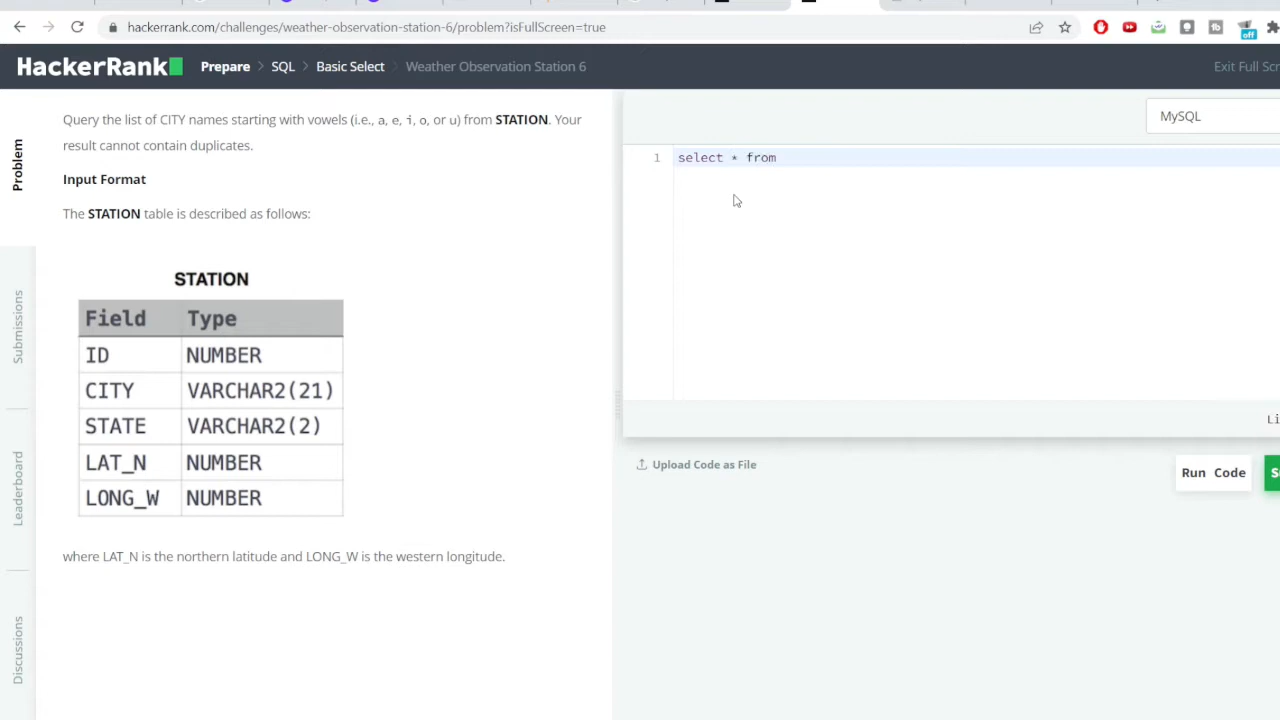 hackerrank.com/challenges/weather-observation-station-6/problem?isFullScreen=true
off
HackerRank
Prepare > SQL > Basic Select > Weather Observation Station 6
Exit Full Scr
Problem
Submissions
Leaderboard
Discussions
Query the list of CITY names starting with vowels (i.e., a, e, i, o, or u) from STATION. Your
result cannot contain duplicates.
Input Format
The STATION table is described as follows:
STATION
Field Type
ID NUMBER
CITY VARCHAR2(21)
STATE VARCHAR2(2)
LAT_N NUMBER
LONG_W NUMBER
where LAT_N is the northern latitude and LONG_W is the western longitude.
MySQL
1 select * from
Li
Upload Code as File
Run Code
S